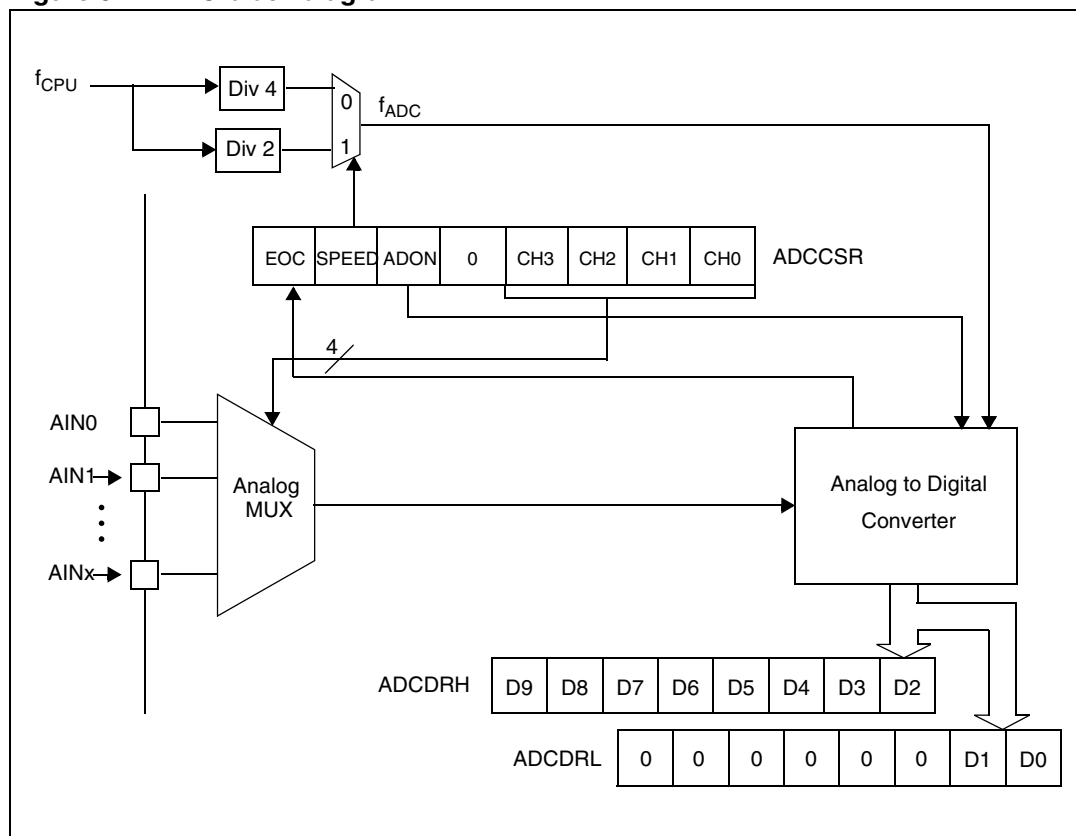 f_CPU
Div 4
0
f_ADC
Div 2
1
EOC SPEED ADON 0 CH3 CH2 CH1 CH0 ADCCSR
4
AIN0
AIN1
AINx
Analog
MUX
Analog to Digital
Converter
ADCDRH D9 D8 D7 D6 D5 D4 D3 D2
ADCDRL 0 0 0 0 0 0 D1 D0